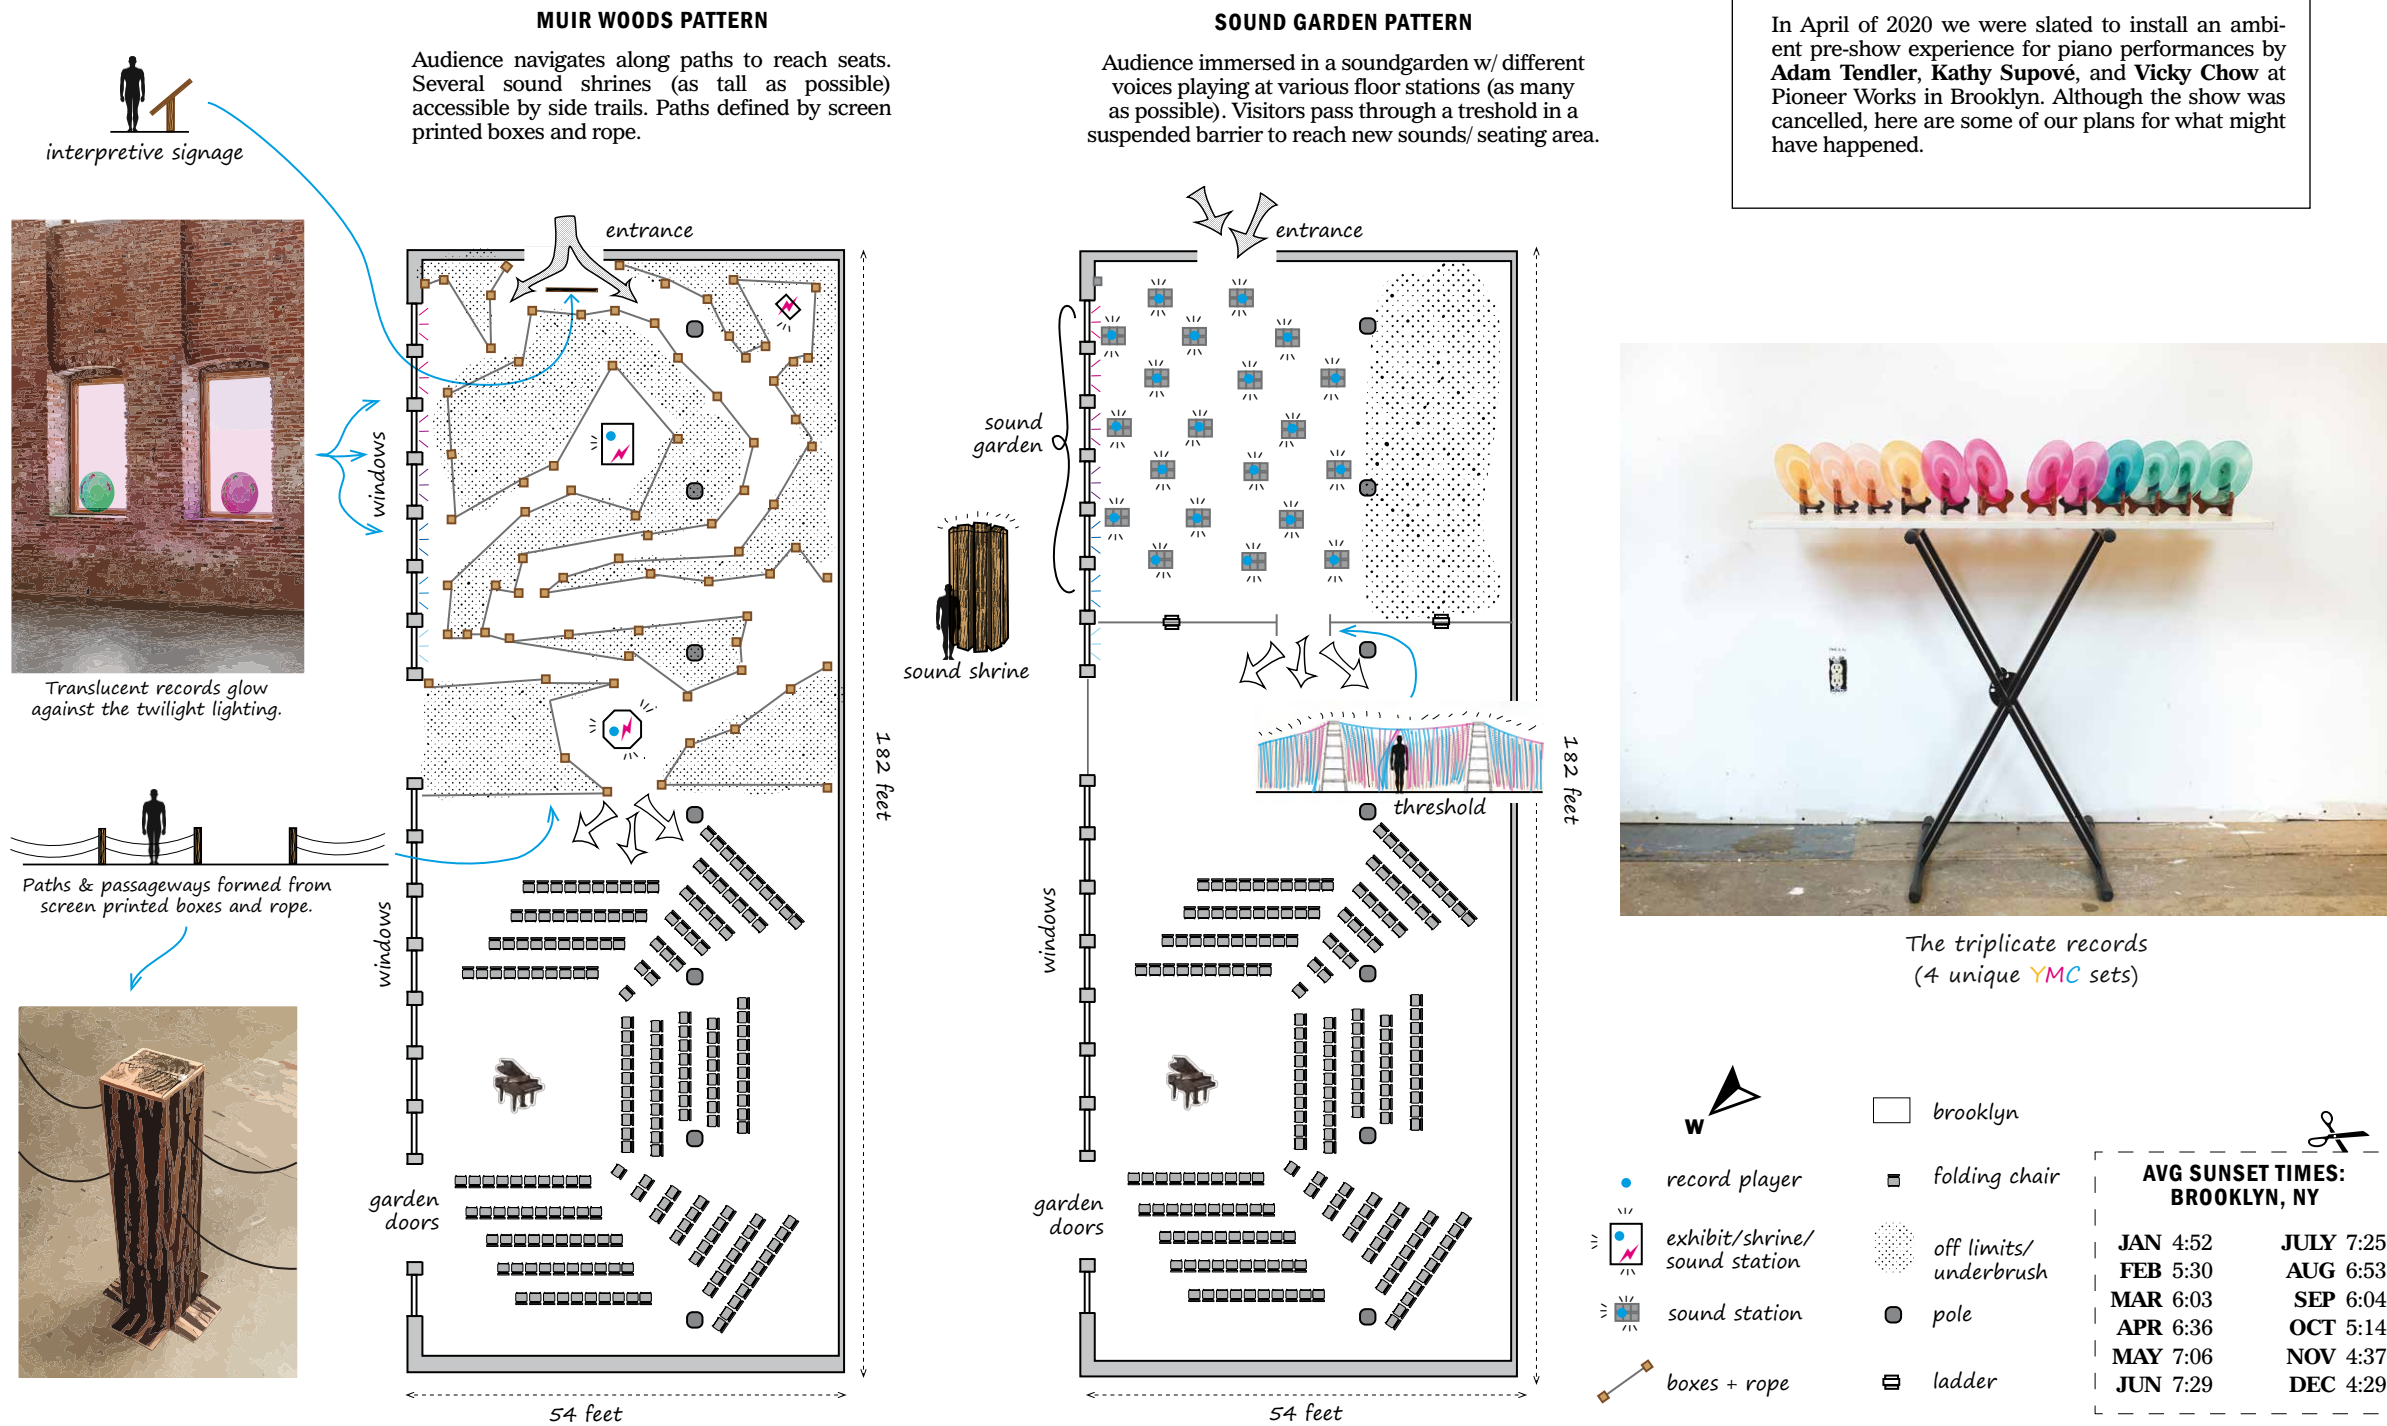 MUIR WOODS PATTERN
Audience navigates along paths to reach seats.
Several sound shrines (as tall as possible)
accessible by side trails. Paths defined by screen
printed boxes and rope.
SOUND GARDEN PATTERN
Audience immersed in a soundgarden w/ different
voices playing at various floor stations (as many
as possible). Visitors pass through a treshold in a
suspended barrier to reach new sounds/ seating area.
In April of 2020 we were slated to install an ambi-
ent pre-show experience for piano performances by
Adam Tendler, Kathy Supové, and Vicky Chow at
Pioneer Works in Brooklyn. Although the show was
cancelled, here are some of our plans for what might
have happened.
interpretive signage
entrance
windows
Translucent records glow
against the twilight lighting.
182 feet
Paths & passageways formed from
screen printed boxes and rope.
windows
garden
doors
54 feet
entrance
sound
garden
sound shrine
182 feet
threshold
windows
garden
doors
54 feet
The triplicate records
(4 unique YMC sets)
W
record player
exhibit/shrine/
sound station
sound station
boxes + rope
brooklyn
folding chair
off limits/
underbrush
pole
ladder
AVG SUNSET TIMES:
BROOKLYN, NY
JAN 4:52 JULY 7:25
FEB 5:30 AUG 6:53
MAR 6:03 SEP 6:04
APR 6:36 OCT 5:14
MAY 7:06 NOV 4:37
JUN 7:29 DEC 4:29